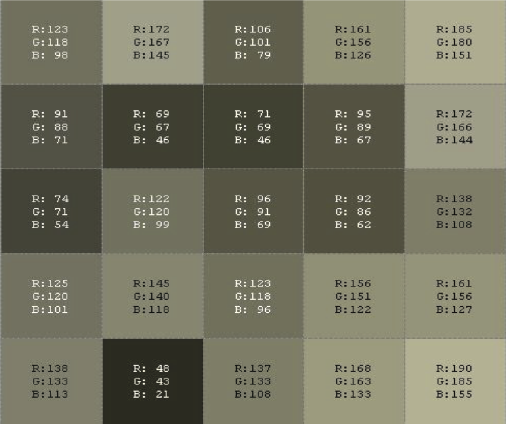 R:123 R:172 R:106 R:161 R:185
G:118 G:167 G:101 G:156 G:180
B: 98 B:145 B: 79 B:126 B:151
R: 91 R: 69 R: 71 R: 95 R:172
G: 88 G: 67 G: 69 G: 89 G:166
B: 71 B: 46 B: 46 B: 67 B:144
R: 74 R:122 R: 96 R: 92 R:138
G: 71 G:120 G: 91 G: 86 G:132
B: 54 B: 99 B: 69 B: 62 B:108
R:125 R:145 R:123 R:156 R:161
G:120 G:140 G:118 G:151 G:156
B:101 B:118 B: 96 B:122 B:127
R:138 R: 48 R:137 R:168 R:190
G:133 G: 43 G:133 G:163 G:185
B:113 B: 21 B:108 B:133 B:155